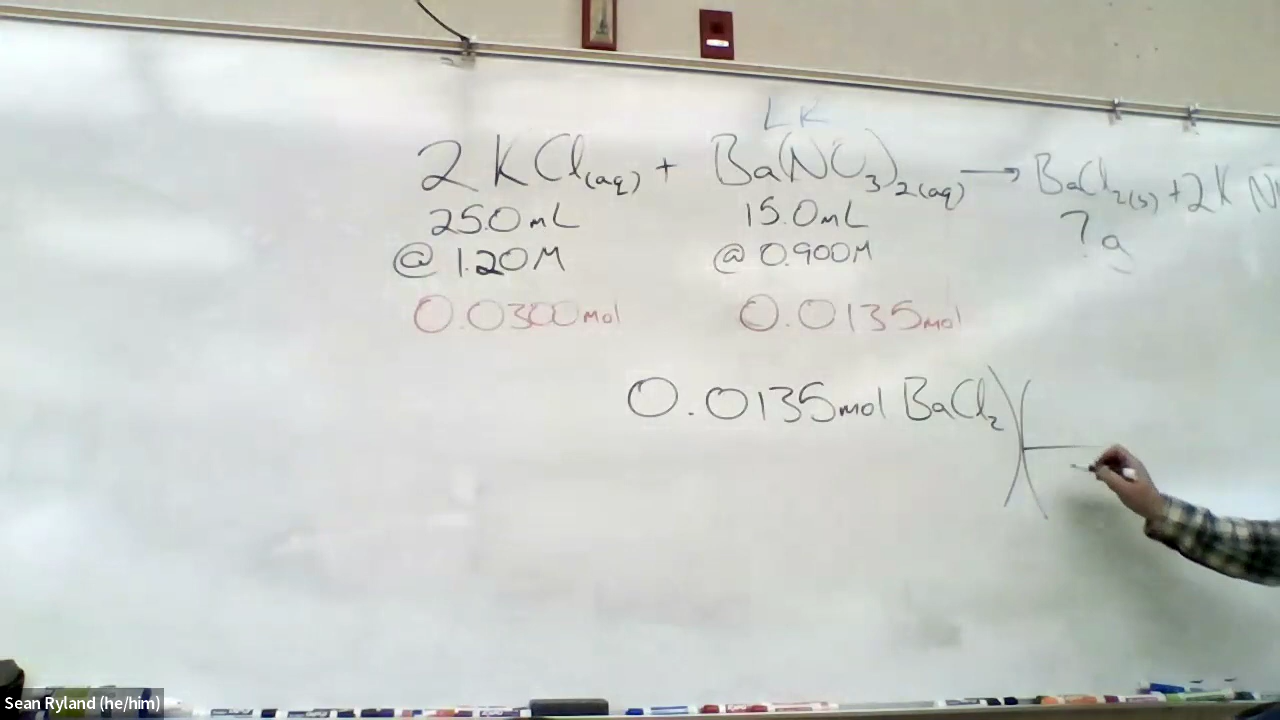 LR
2KCl(aq) + Ba(NO₃)₂(aq) → BaCl₂(s) + 2K N
25.0mL 15.0mL ? g
@ 1.20M @ 0.900M
0.0300mol 0.0135mol
0.0135mol BaCl₂
Sean Ryland (he/him)